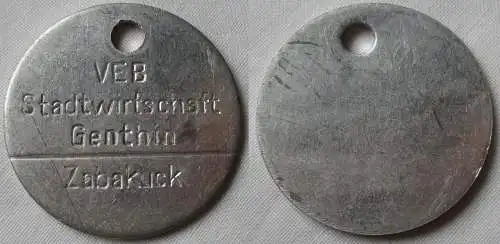 VEB
Stadtwirtschaft
Genthin
Zabakuck